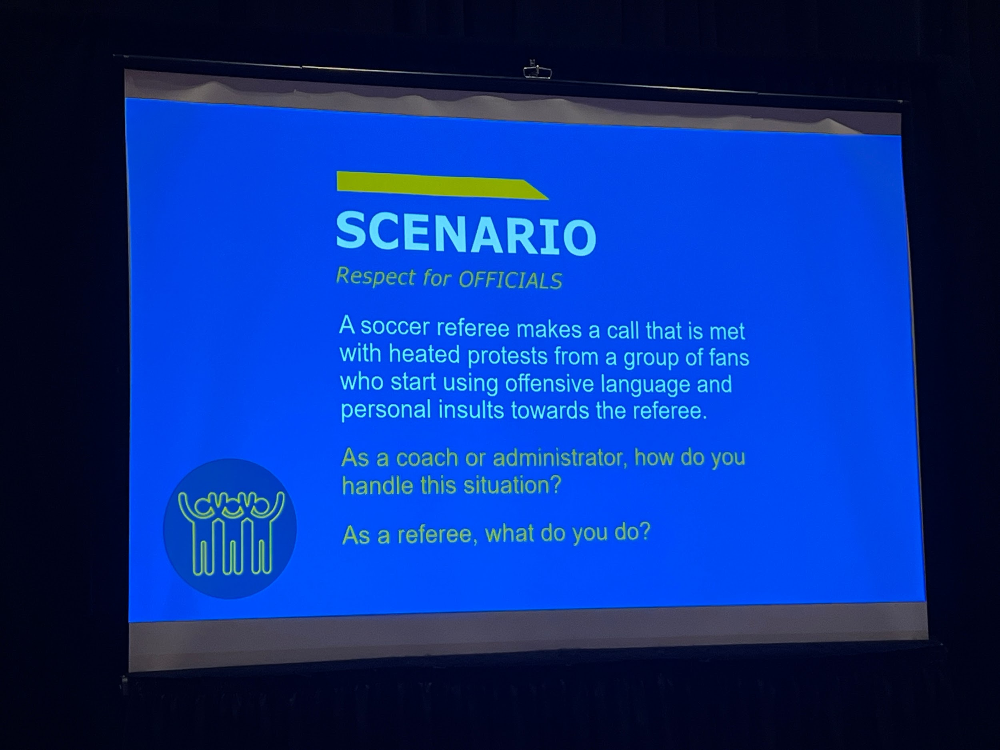 SCENARIO
Respect for OFFICIALS
A soccer referee makes a call that is met
with heated protests from a group of fans
who start using offensive language and
personal insults towards the referee.
As a coach or administrator, how do you
handle this situation?
As a referee, what do you do?